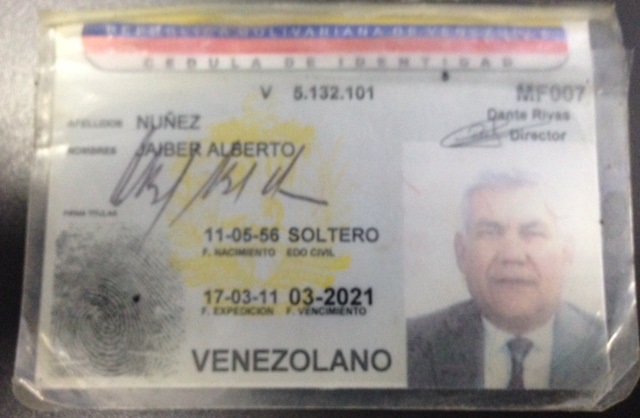 REPUBLICA BOLIVARIANA DE VENEZUELA
CEDULA DE IDENTIDAD
V 5.132.101
MF007
Dante Rivas
Director
APELLIDOS NUÑEZ
NOMBRES JAIBER ALBERTO
FIRMA TITULAR
11-05-56 SOLTERO
F. NACIMIENTO EDO CIVIL
17-03-11 03-2021
F. EXPEDICION F. VENCIMIENTO
VENEZOLANO